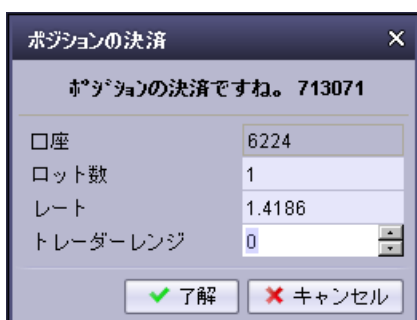 ポジションの決済
ﾎﾟｼﾞｼｮﾝの決済ですね。 713071
口座 6224
ロット数 1
レート 1.4186
トレーダーレンジ 0
了解 キャンセル